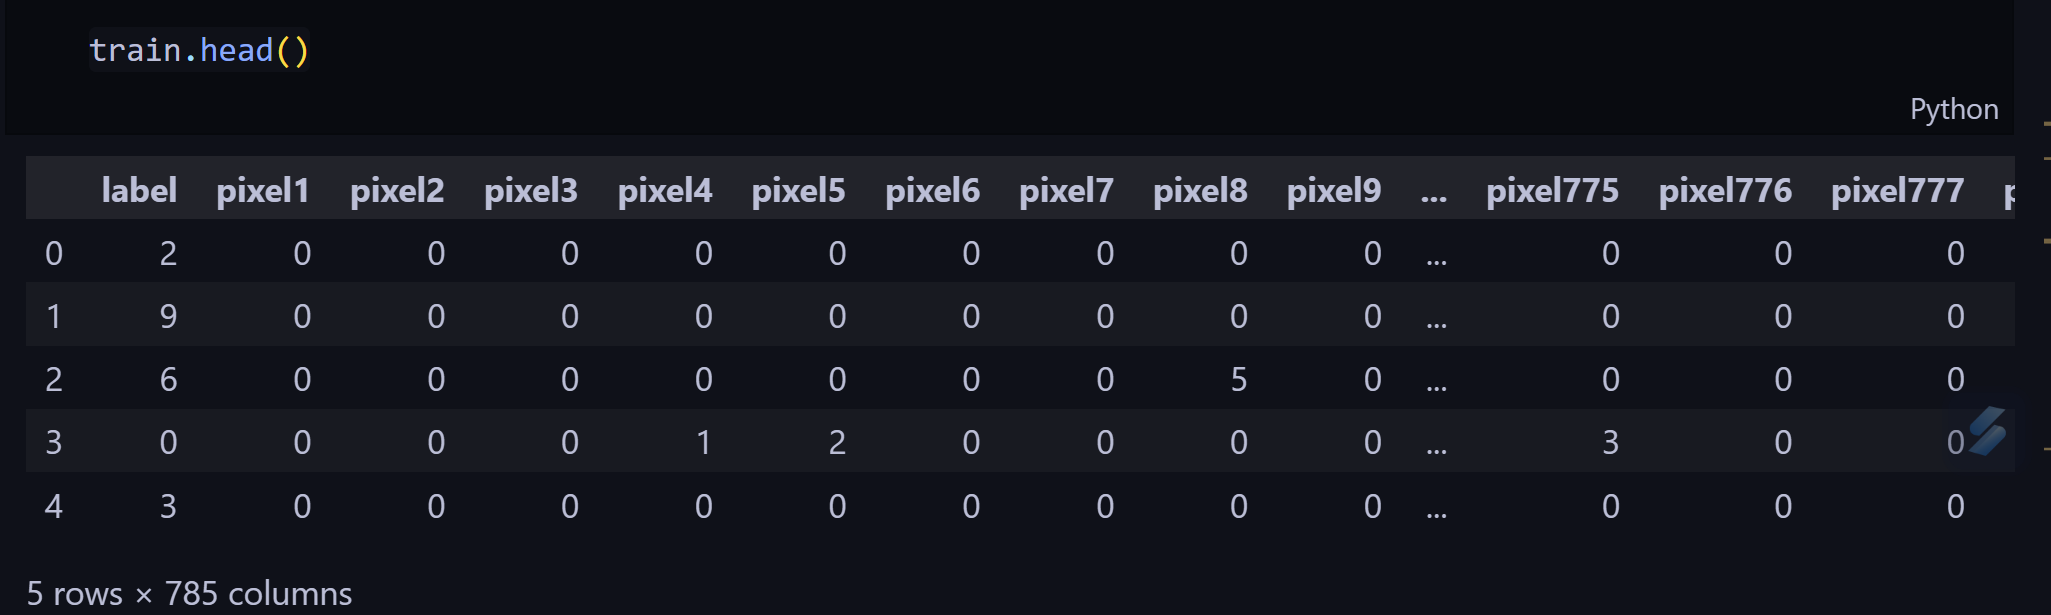 train.head()
Python
label pixel1 pixel2 pixel3 pixel4 pixel5 pixel6 pixel7 pixel8 pixel9 ... pixel775 pixel776 pixel777
0 2 0 0 0 0 0 0 0 0 0 ... 0 0 0
1 9 0 0 0 0 0 0 0 0 0 ... 0 0 0
2 6 0 0 0 0 0 0 0 5 0 ... 0 0 0
3 0 0 0 0 1 2 0 0 0 0 ... 3 0 0
4 3 0 0 0 0 0 0 0 0 0 ... 0 0 0
5 rows × 785 columns